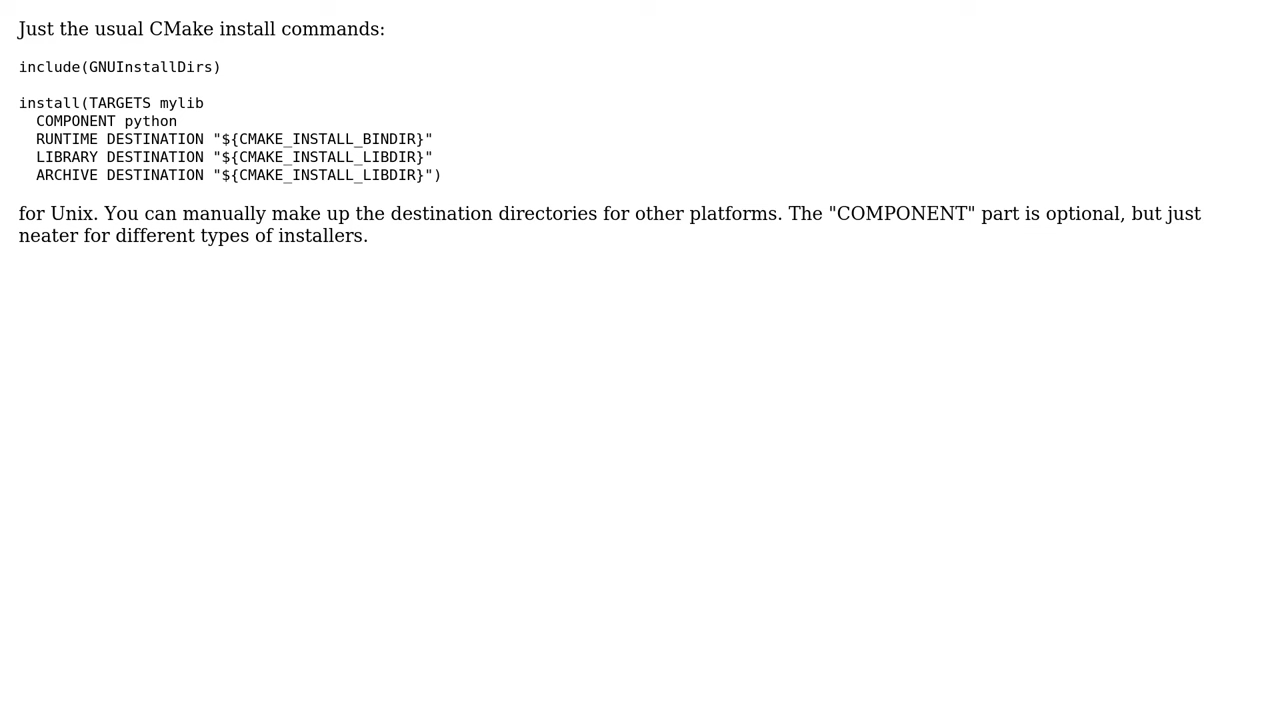 Just the usual CMake install commands:
include(GNUInstallDirs)
install(TARGETS mylib
  COMPONENT python
  RUNTIME DESTINATION "${CMAKE_INSTALL_BINDIR}"
  LIBRARY DESTINATION "${CMAKE_INSTALL_LIBDIR}"
  ARCHIVE DESTINATION "${CMAKE_INSTALL_LIBDIR}")
for Unix. You can manually make up the destination directories for other platforms. The "COMPONENT" part is optional, but just
neater for different types of installers.